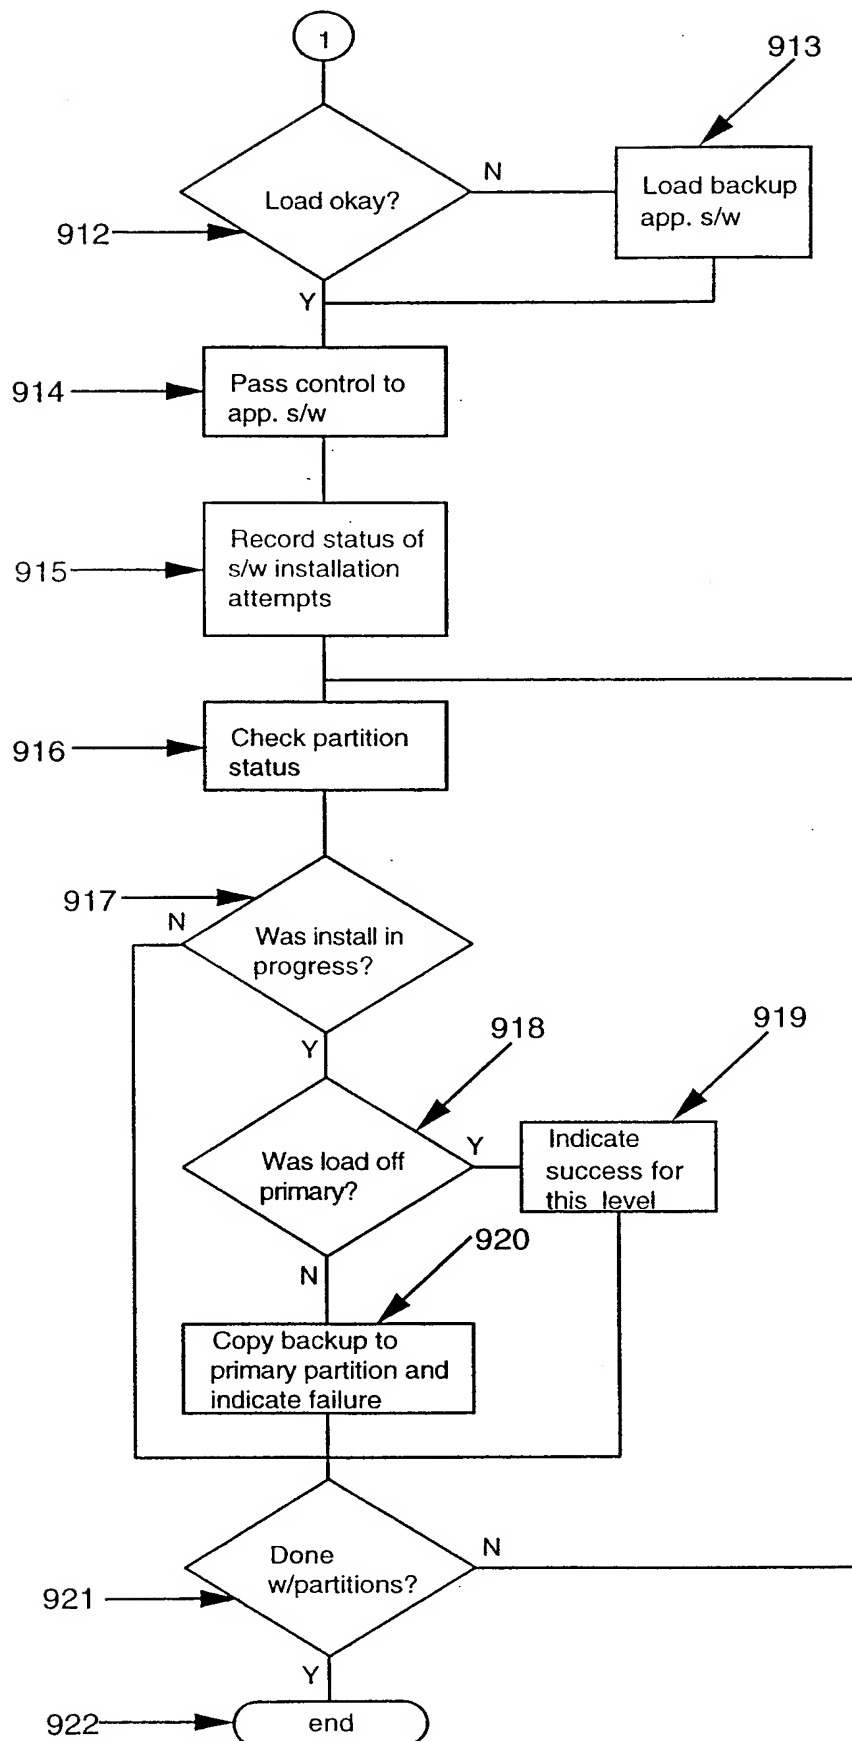 1
913
N
Load okay?
Load backup
app. s/w
912
Y
914
Pass control to
app. s/w
915
Record status of
s/w installation
attempts
916
Check partition
status
917
N
Was install in
progress?
Y
918
919
Was load off
primary?
Y
Indicate
success for
this level
920
N
Copy backup to
primary partition and
indicate failure
Done
w/partitions?
N
921
Y
922
end